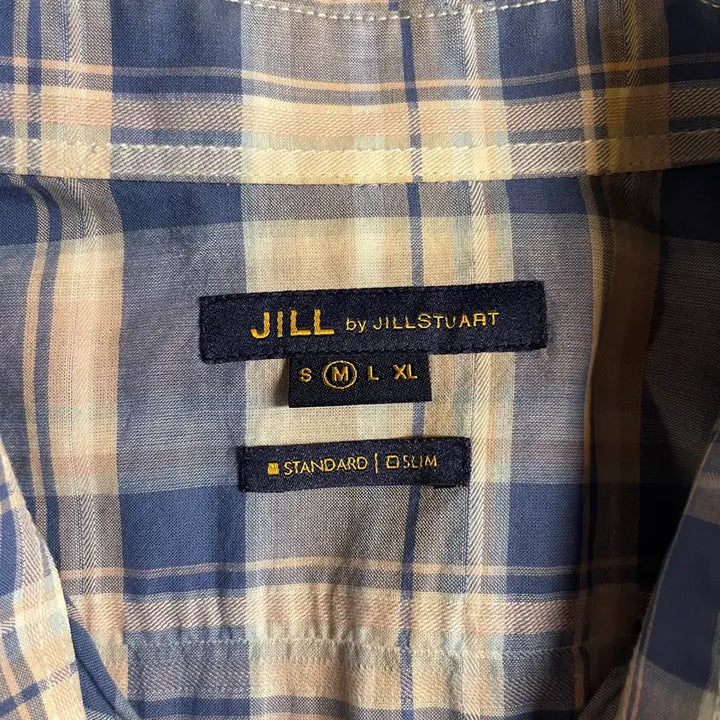 JILL by JILLSTUART
S M L XL
STANDARD | SLIM